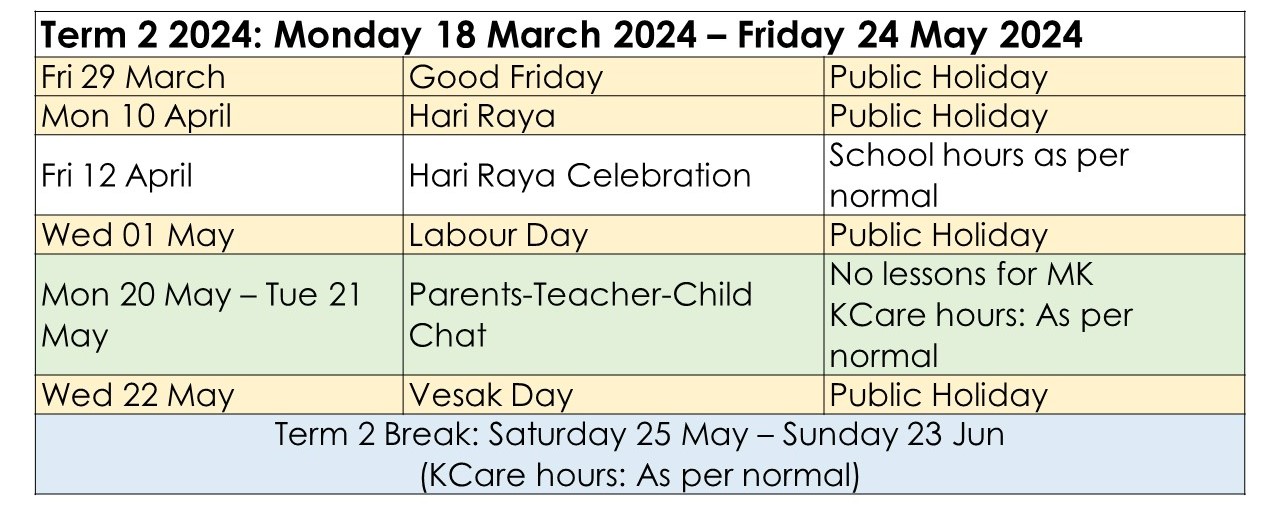 Term 2 2024: Monday 18 March 2024 – Friday 24 May 2024
Fri 29 March Good Friday Public Holiday
Mon 10 April Hari Raya Public Holiday
Fri 12 April Hari Raya Celebration School hours as per
normal
Wed 01 May Labour Day Public Holiday
Mon 20 May – Tue 21
May
Parents-Teacher-Child
Chat
No lessons for MK
KCare hours: As per
normal
Wed 22 May Vesak Day Public Holiday
Term 2 Break: Saturday 25 May – Sunday 23 Jun
(KCare hours: As per normal)